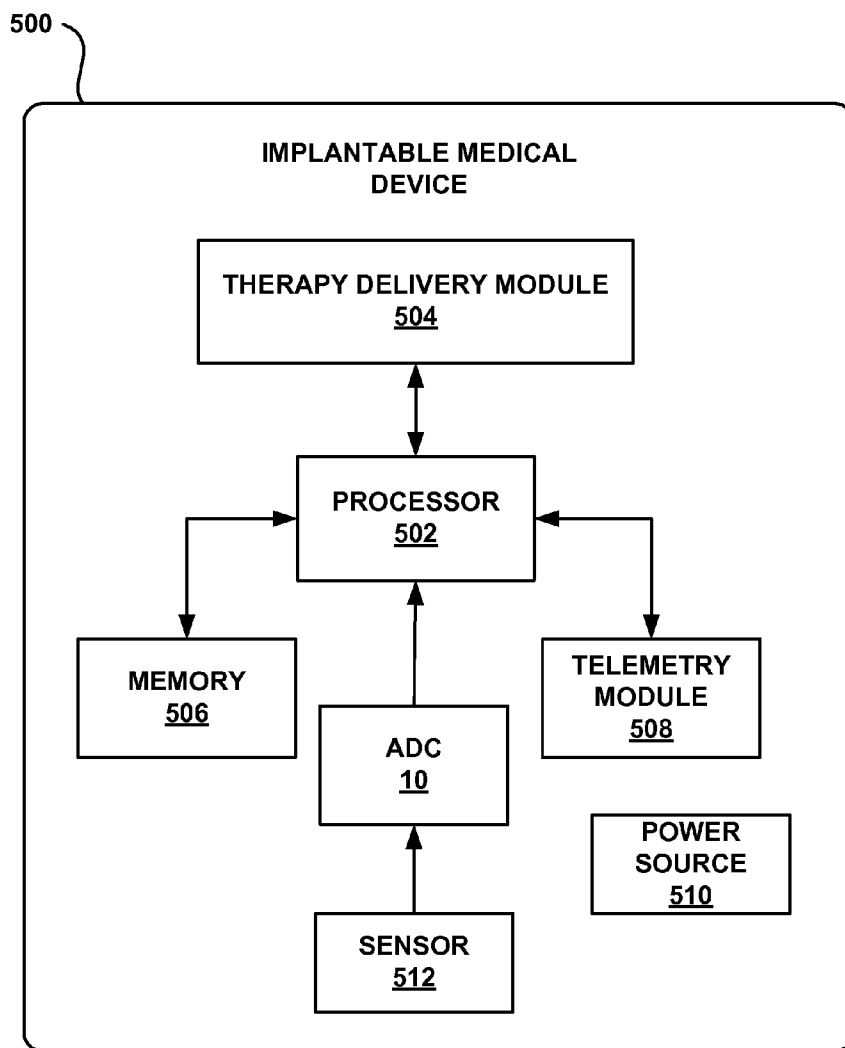 500
IMPLANTABLE MEDICAL
DEVICE
THERAPY DELIVERY MODULE
504
PROCESSOR
502
MEMORY
506
TELEMETRY
MODULE
508
ADC
10
POWER
SOURCE
510
SENSOR
512